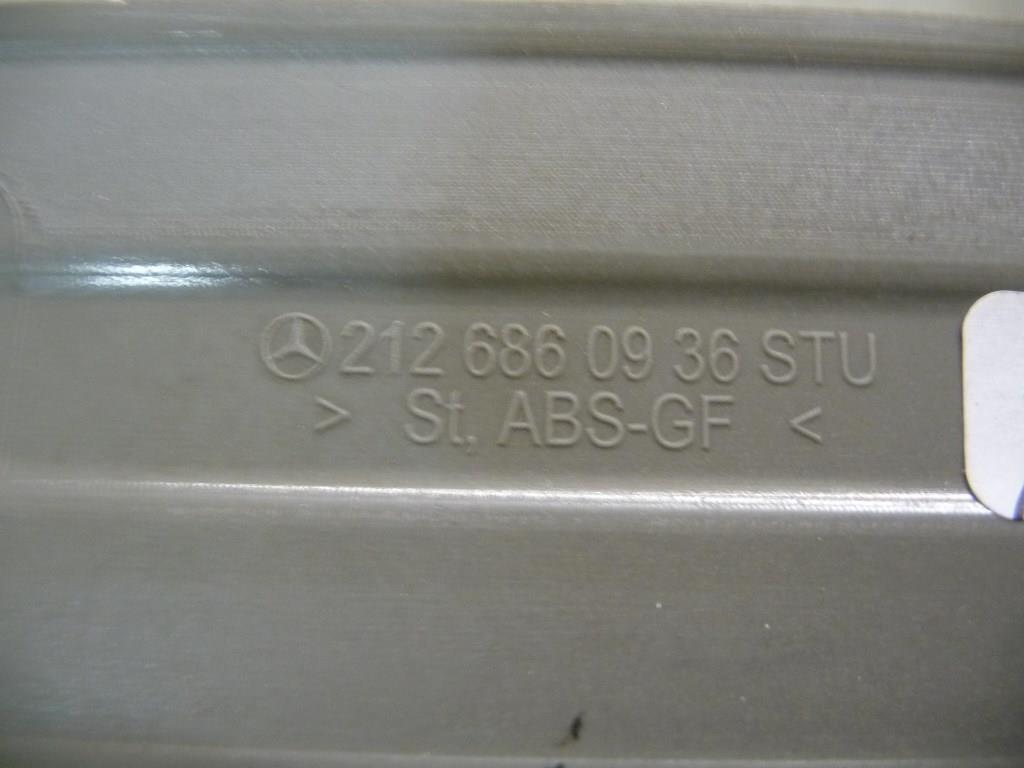 212 686 09 36 STU
> St, ABS-GF <